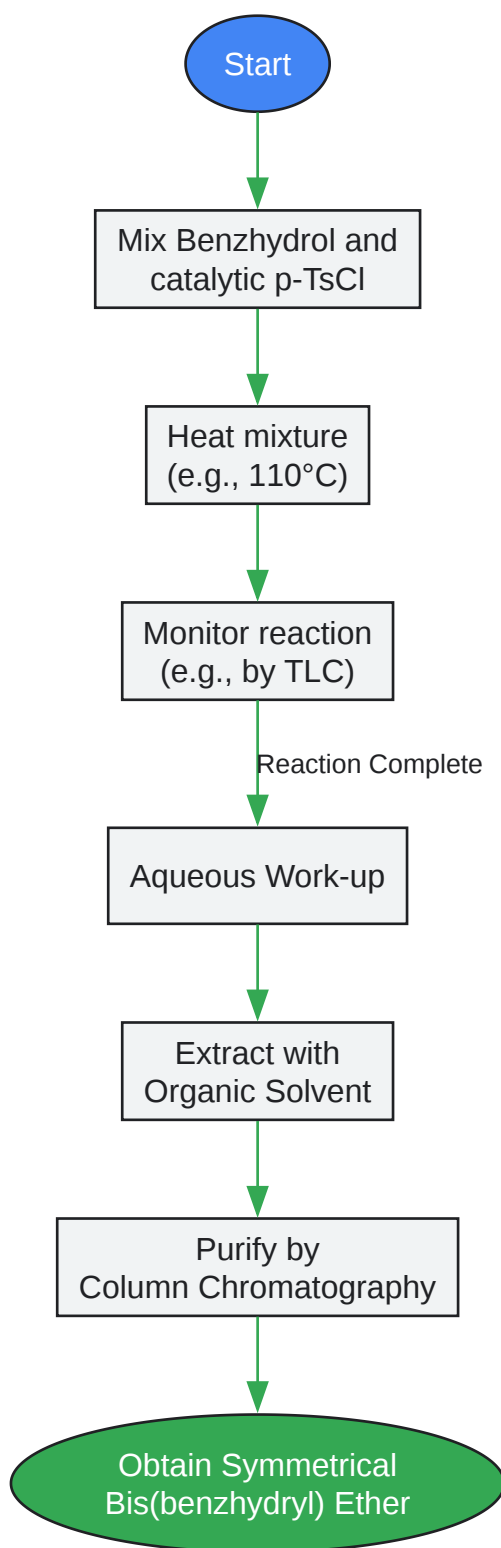 Start
Mix Benzhydrol and
catalytic p-TsCl
Heat mixture
(e.g., 110°C)
Monitor reaction
(e.g., by TLC)
Reaction Complete
Aqueous Work-up
Extract with
Organic Solvent
Purify by
Column Chromatography
Obtain Symmetrical
Bis(benzhydryl) Ether